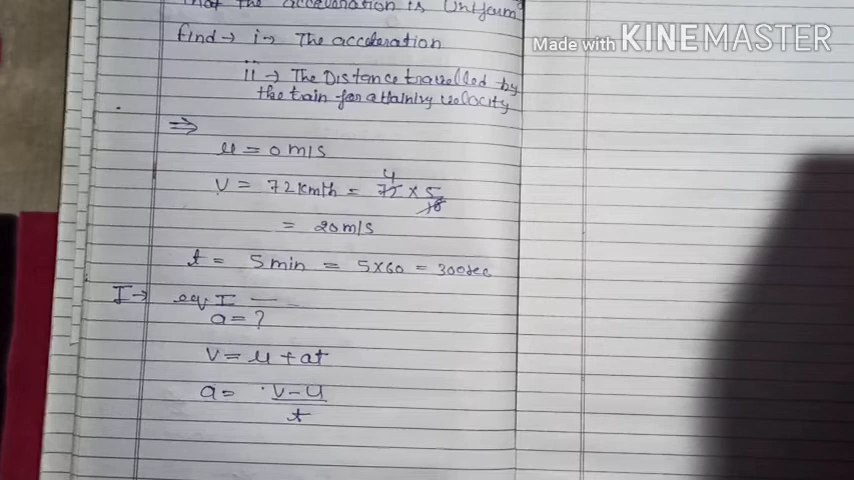 that the acceleration is Uniform
Made with KINEMASTER
find → i → The acceleration
ii → The Distance travelled by
the train for attaining velocity
⇒
u = 0 m/s
4
V = 72 km/h = 72 × 5/18
= 20 m/s
t = 5 min = 5×60 = 300 sec
I → eq I —
a = ?
V = u + at
a = V - u
t